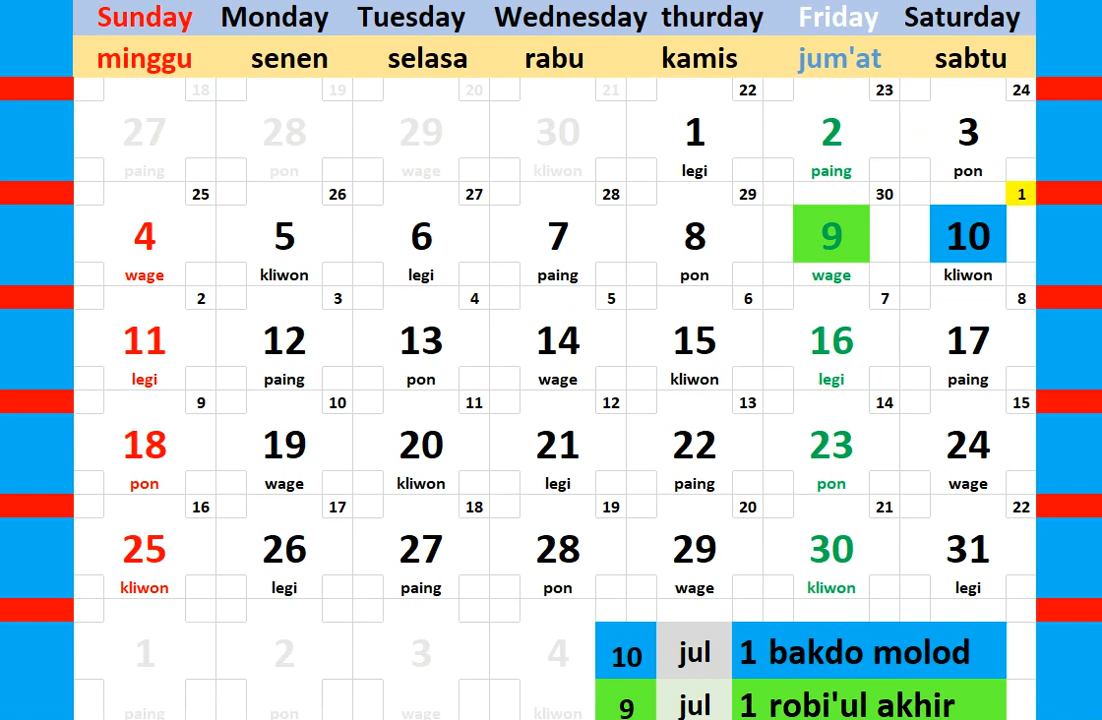 Sunday Monday Tuesday Wednesday thurday Friday Saturday
minggu senen selasa rabu kamis jum'at sabtu
18 19 20 21 22 23 24
27 28 29 30 1 2 3
paing pon wage kliwon legi paing pon
25 26 27 28 29 30 1
4 5 6 7 8 9 10
wage kliwon legi paing pon wage kliwon
2 3 4 5 6 7 8
11 12 13 14 15 16 17
legi paing pon wage kliwon legi paing
9 10 11 12 13 14 15
18 19 20 21 22 23 24
pon wage kliwon legi paing pon wage
16 17 18 19 20 21 22
25 26 27 28 29 30 31
kliwon legi paing pon wage kliwon legi
1 2 3 4 10 jul 1 bakdo molod
paing pon wage kliwon 9 jul 1 robi'ul akhir